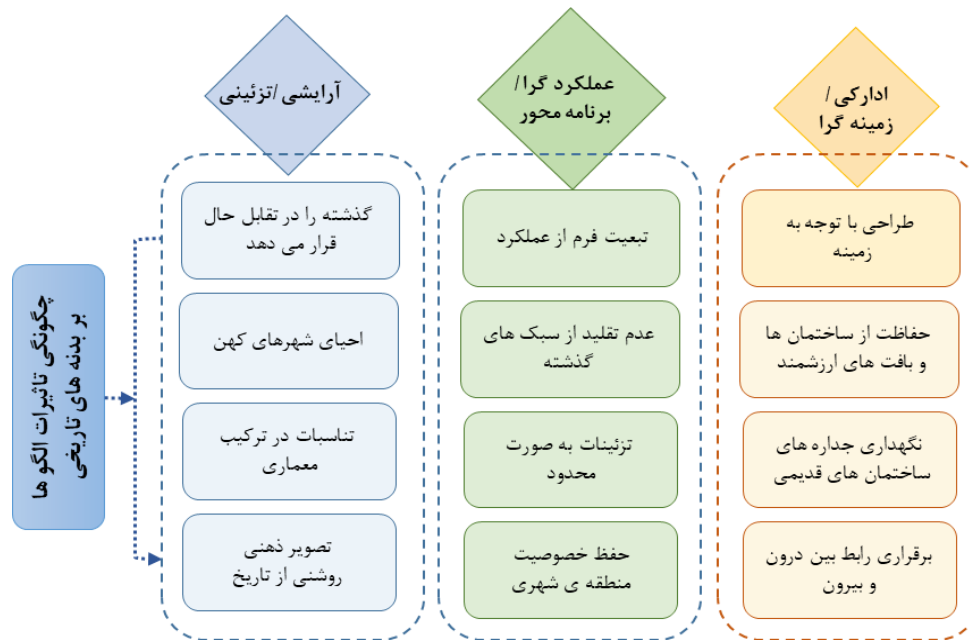 ادارکی/
زمینه گرا
طراحی با توجه به
زمینه
حفاظت از ساختمان ها
و بافت های ارزشمند
نگهداری جداره های
ساختمان های قدیمی
برقراری رابط بین درون
و بیرون
عملکرد گرا/
برنامه محور
تبعیت فرم از عملکرد
عدم تقلید از سبک های
گذشته
تزئینات به صورت
محدود
حفظ خصوصیت
منطقه ی شهری
آرایشی/تزئینی
گذشته را در تقابل حال
قرار می دهد
احیای شهرهای کهن
تناسبات در ترکیب
معماری
تصویر ذهنی
روشنی از تاریخ
چگونگی تاثیرات الگو ها
بر بدنه های تاریخی